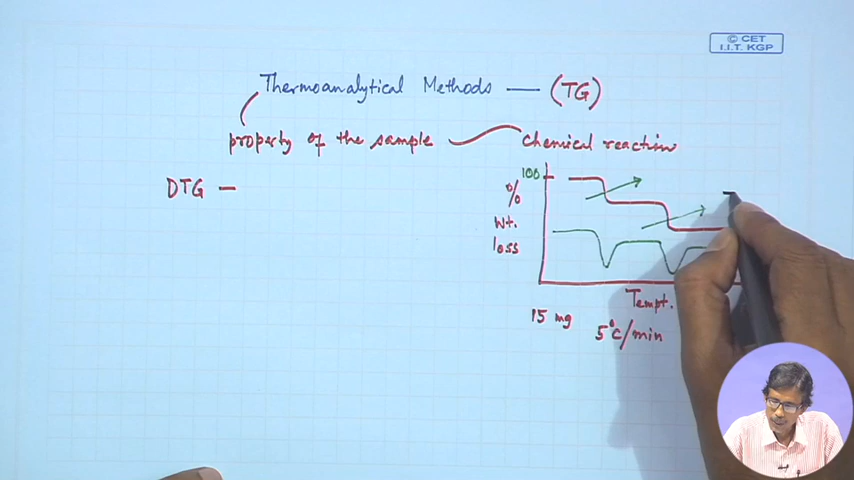 © CET
I.I.T. KGP
Thermoanalytical Methods — (TG)
property of the sample chemical reaction
DTG —
100
%
Wt.
loss
Tempt.
15 mg 5°C/min